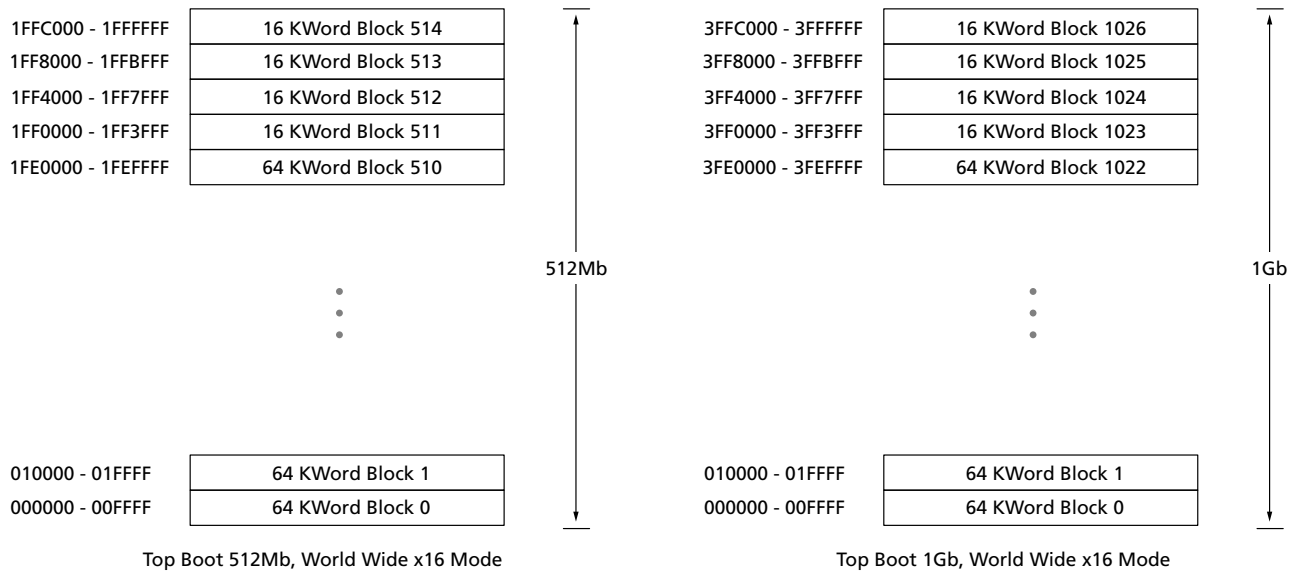 1FFC000 - 1FFFFFF 16 KWord Block 514
1FF8000 - 1FFBFFF 16 KWord Block 513
1FF4000 - 1FF7FFF 16 KWord Block 512
1FF0000 - 1FF3FFF 16 KWord Block 511
1FE0000 - 1FEFFFF 64 KWord Block 510
512Mb
010000 - 01FFFF 64 KWord Block 1
000000 - 00FFFF 64 KWord Block 0
Top Boot 512Mb, World Wide x16 Mode
3FFC000 - 3FFFFFF 16 KWord Block 1026
3FF8000 - 3FFBFFF 16 KWord Block 1025
3FF4000 - 3FF7FFF 16 KWord Block 1024
3FF0000 - 3FF3FFF 16 KWord Block 1023
3FE0000 - 3FEFFFF 64 KWord Block 1022
1Gb
010000 - 01FFFF 64 KWord Block 1
000000 - 00FFFF 64 KWord Block 0
Top Boot 1Gb, World Wide x16 Mode